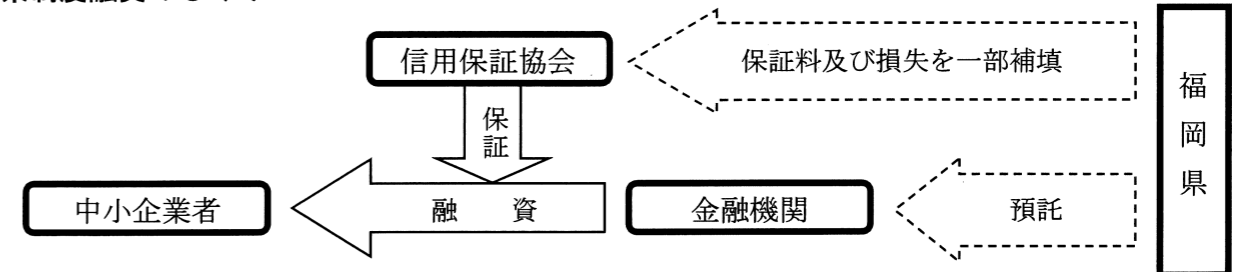 信用保証協会
保証料及び損失を一部補填
福岡県
保証
中小企業者
融資
金融機関
預託